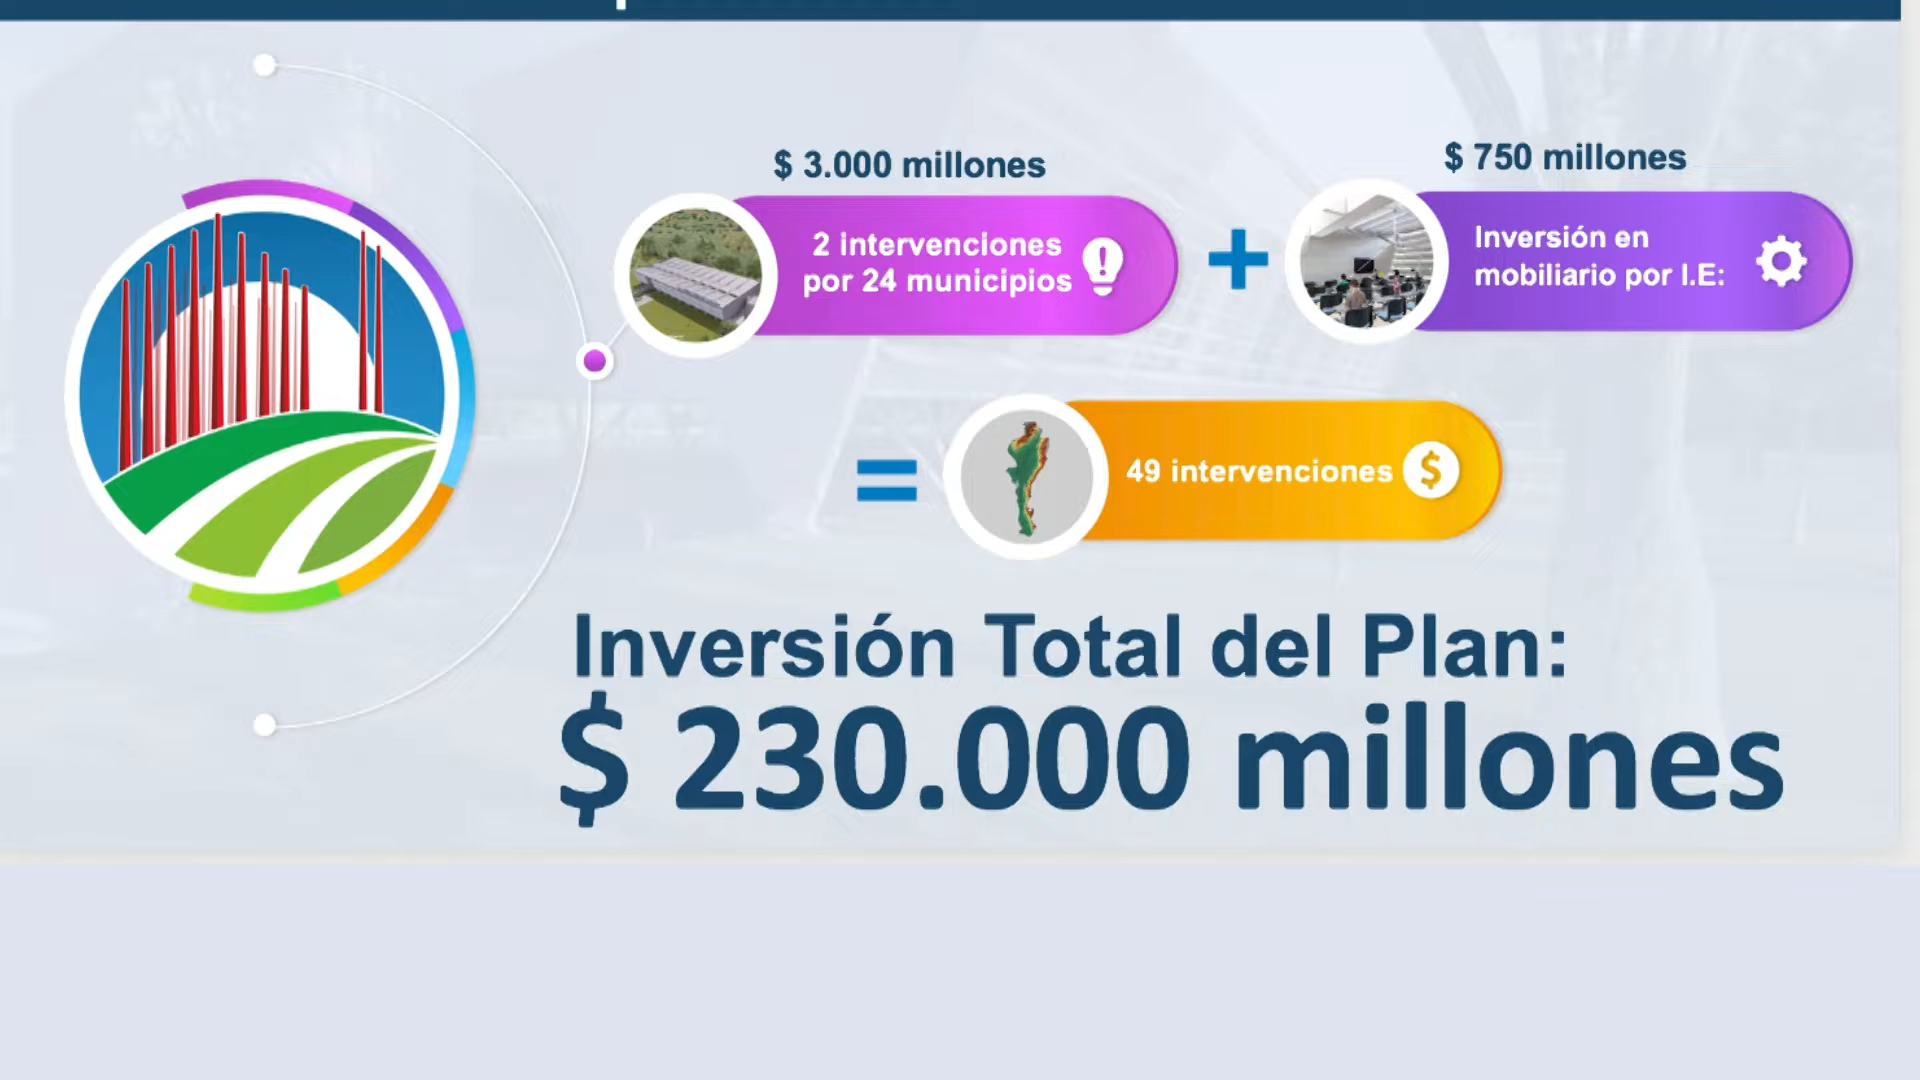 $ 3.000 millones
2 intervenciones
por 24 municipios
$ 750 millones
Inversión en
mobiliario por I.E:
49 intervenciones
Inversión Total del Plan:
$ 230.000 millones